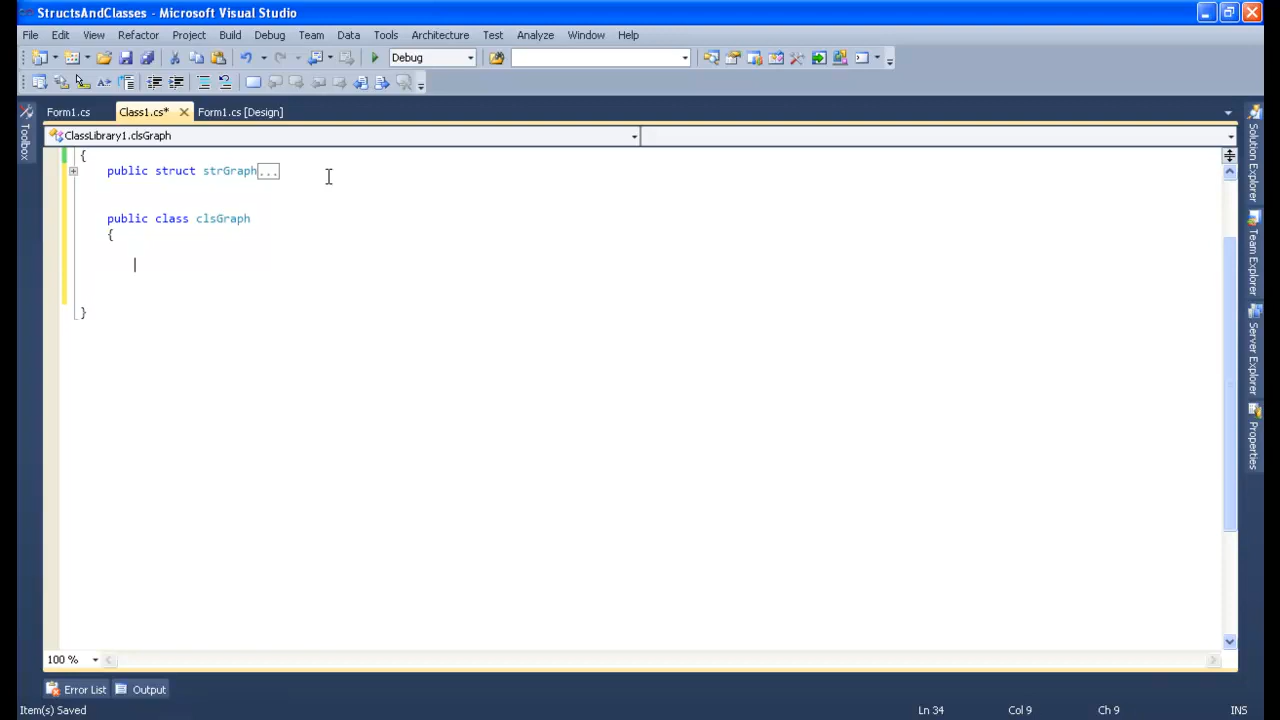 StructsAndClasses - Microsoft Visual Studio
File Edit View Refactor Project Build Debug Team Data Tools Architecture Test Analyze Window Help
Debug
Form1.cs Class1.cs* Form1.cs [Design]
Toolbox
ClassLibrary1.clsGraph
{
public struct strGraph...
public class clsGraph
{
}
Solution Explorer
Team Explorer
Server Explorer
Properties
100 %
Error List Output
Item(s) Saved Ln 34 Col 9 Ch 9 INS